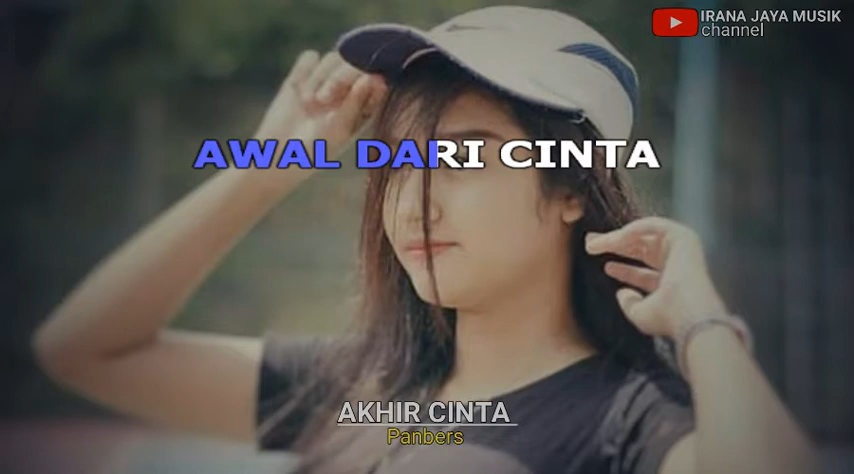 IRANA JAYA MUSIK
channel
AWAL DARI CINTA
AKHIR CINTA
Panbers